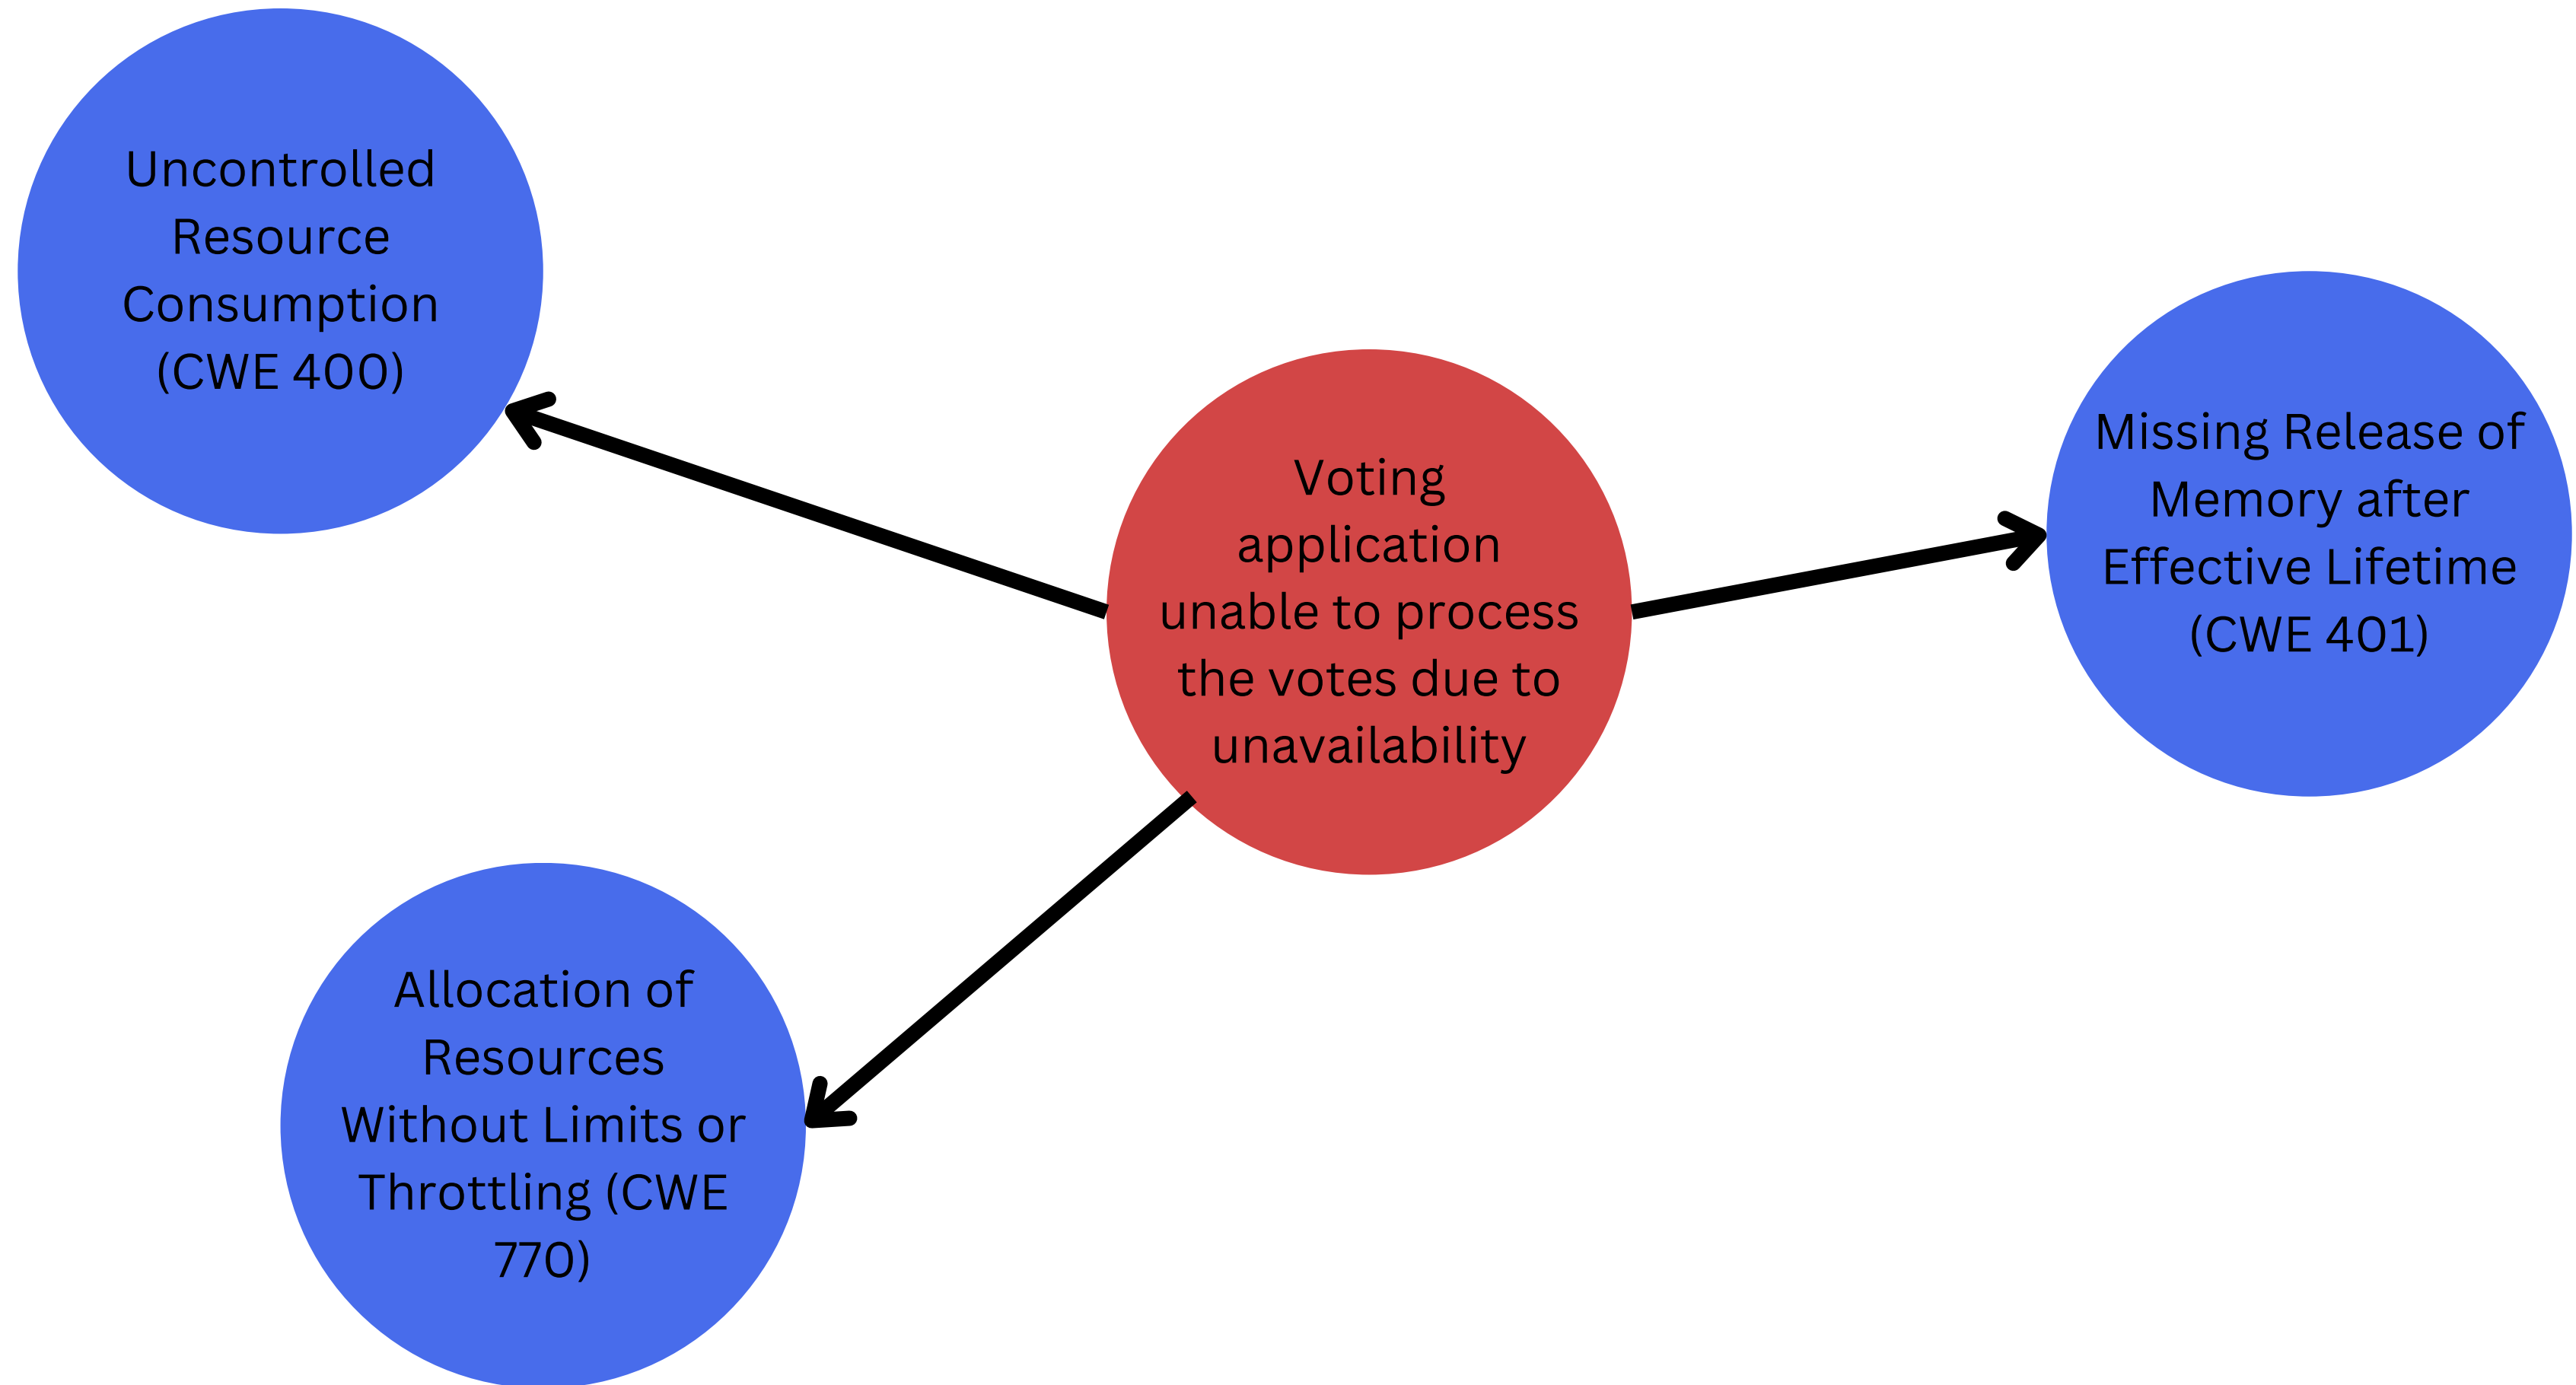 Uncontrolled
Resource
Consumption
(CWE 400)
Voting
application
unable to process
the votes due to
unavailability
Missing Release of
Memory after
Effective Lifetime
(CWE 401)
Allocation of
Resources
Without Limits or
Throttling (CWE
770)